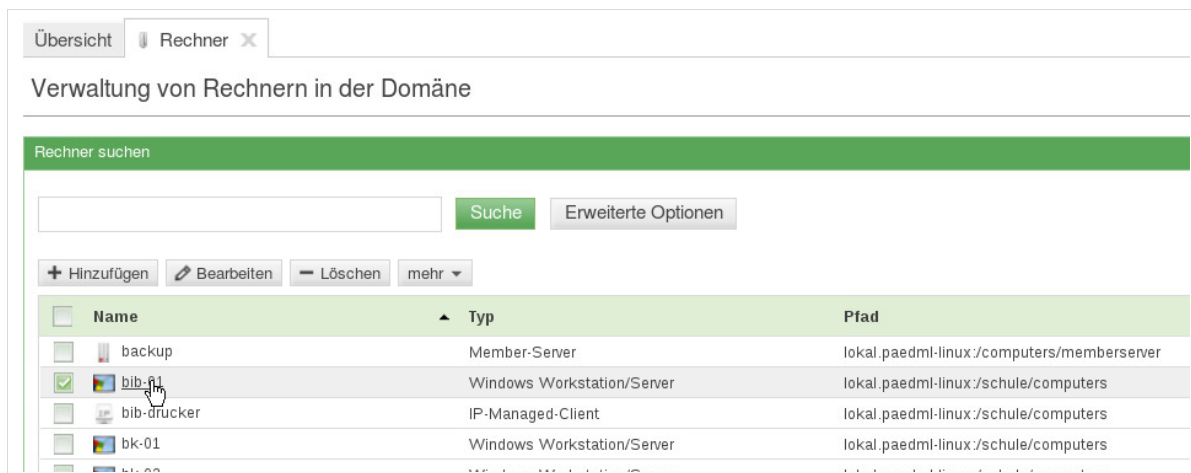 Übersicht Rechner
Verwaltung von Rechnern in der Domäne
Rechner suchen
Suche Erweiterte Optionen
Hinzufügen Bearbeiten Löschen mehr
Name Typ Pfad
backup Member-Server lokal.paedml-linux:/computers/memberserver
bib-01 Windows Workstation/Server lokal.paedml-linux:/schule/computers
bib-drucker IP-Managed-Client lokal.paedml-linux:/schule/computers
bk-01 Windows Workstation/Server lokal.paedml-linux:/schule/computers